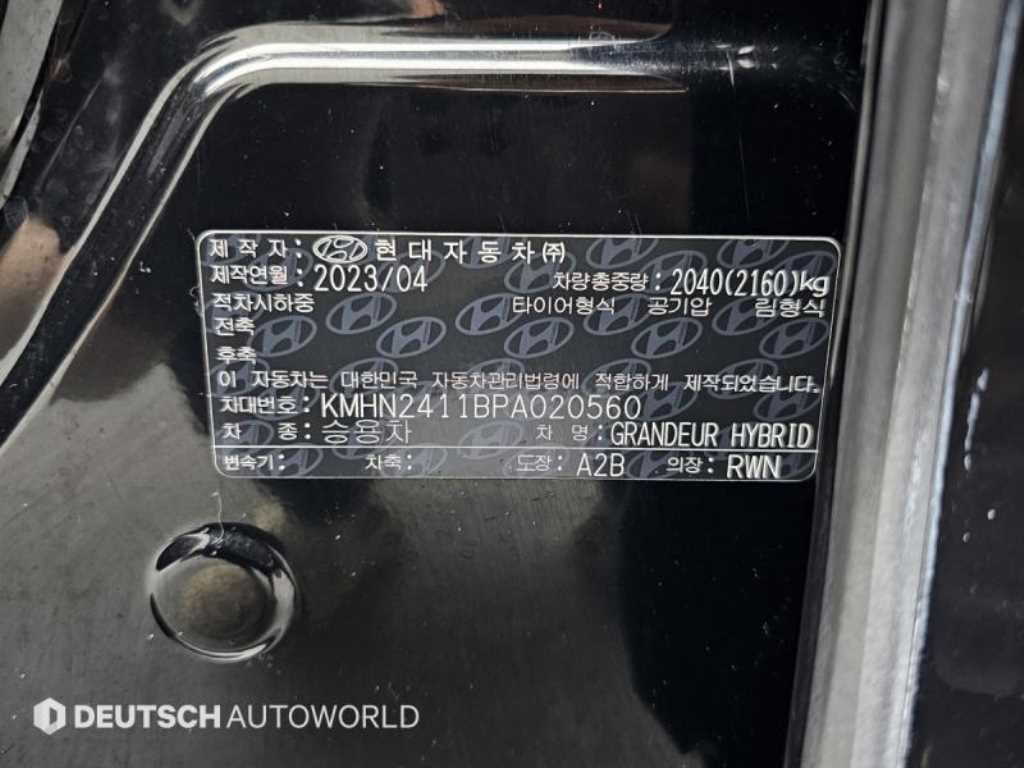 제 작 자: 현대자동차㈜
제작연월: 2023/04 차량총중량: 2040(2160)kg
적차시하중 타이어형식 공기압 림형식
전축
후축
이 자동차는 대한민국 자동차관리법령에 적합하게 제작되었습니다.
차대번호: KMHN2411BPA020560
차 종: 승용차 차 명: GRANDEUR HYBRID
변속기: 차축: 도장: A2B 의장: RWN
DEUTSCH AUTOWORLD